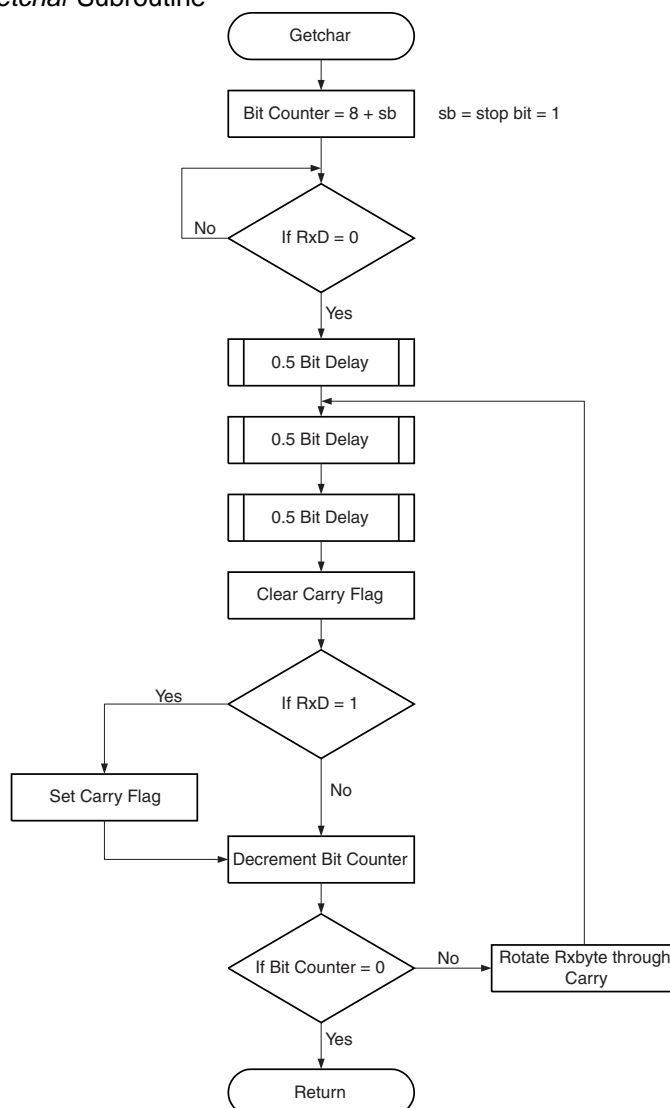 Subroutine
Getchar
Bit Counter = 8 + sb
sb = stop bit = 1
If RxD = 0
No
Yes
0.5 Bit Delay
0.5 Bit Delay
0.5 Bit Delay
Clear Carry Flag
If RxD = 1
Yes
No
Set Carry Flag
Decrement Bit Counter
If Bit Counter = 0
No
Rotate Rxbyte through
Carry
Yes
Return